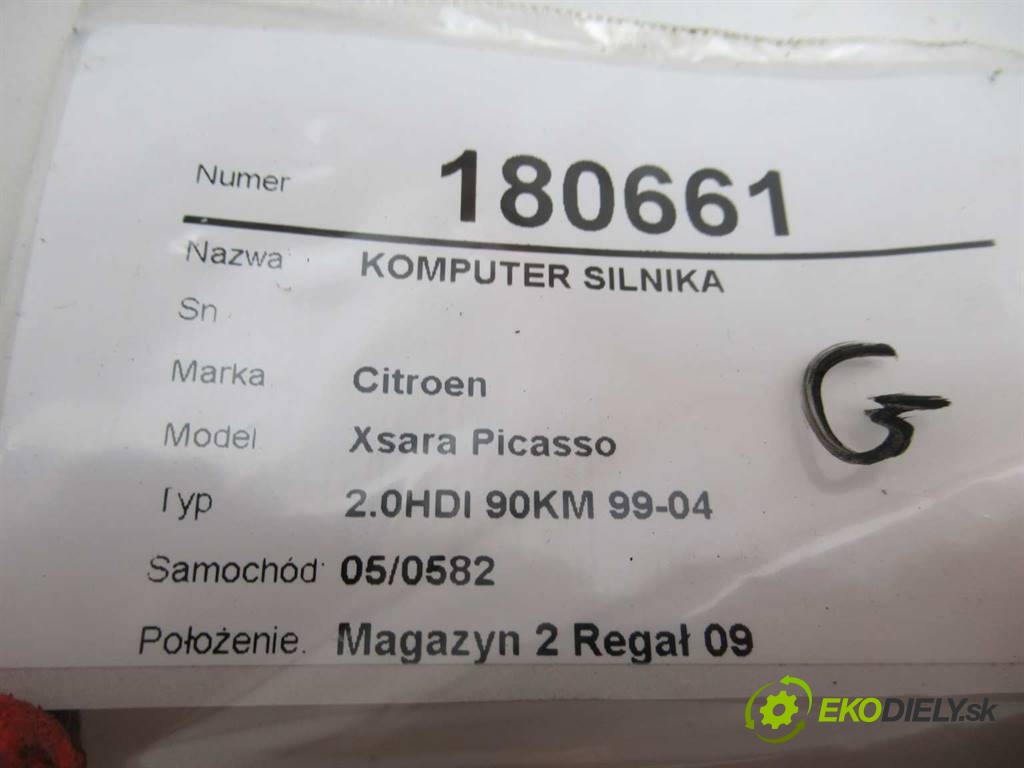 Numer 180661
Nazwa KOMPUTER SILNIKA
Sn
Marka Citroen
Model Xsara Picasso
Typ 2.0HDI 90KM 99-04
G
Samochód 05/0582
Położenie. Magazyn 2 Regał 09
EKODIELY.sk